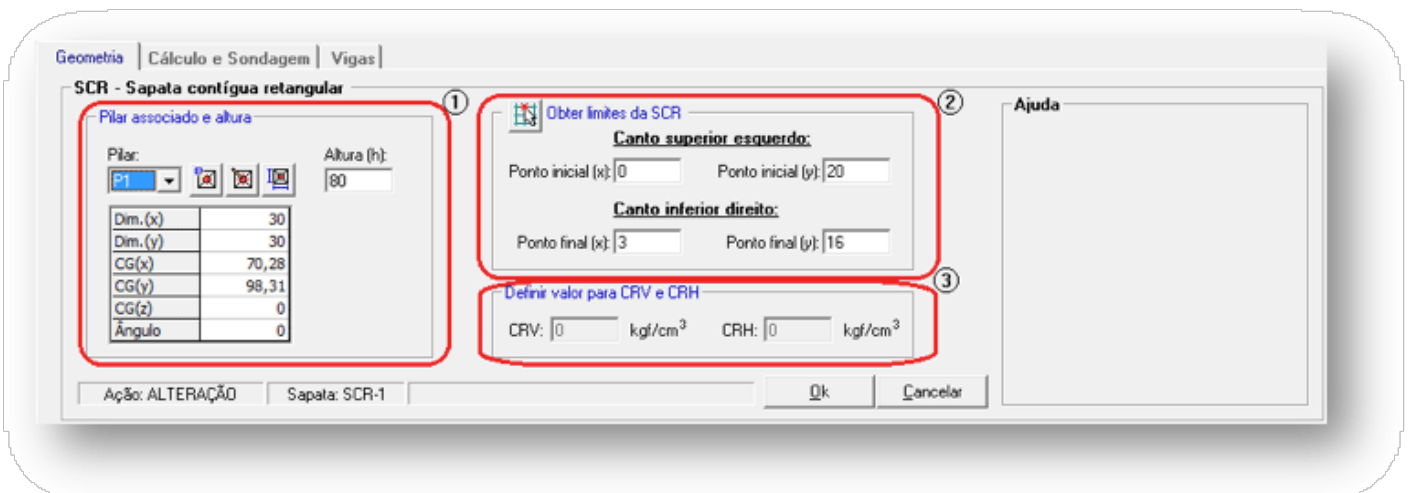 Geometria Cálculo e Sondagem Vigas
SCR - Sapata contígua retangular
1
Pilar associado e altura
Pilar: Altura (h):
P1 80
Dim.(x) 30
Dim.(y) 30
CG(x) 70,28
CG(y) 98,31
CG(z) 0
Ângulo 0
2
Obter limites da SCR
Canto superior esquerdo:
Ponto inicial (x): 0 Ponto inicial (y): 20
Canto inferior direito:
Ponto final (x): 3 Ponto final (y): 16
3
Definir valor para CRV e CRH
CRV: 0 kgf/cm³ CRH: 0 kgf/cm³
Ajuda
Ação: ALTERAÇÃO Sapata: SCR-1 Ok Cancelar